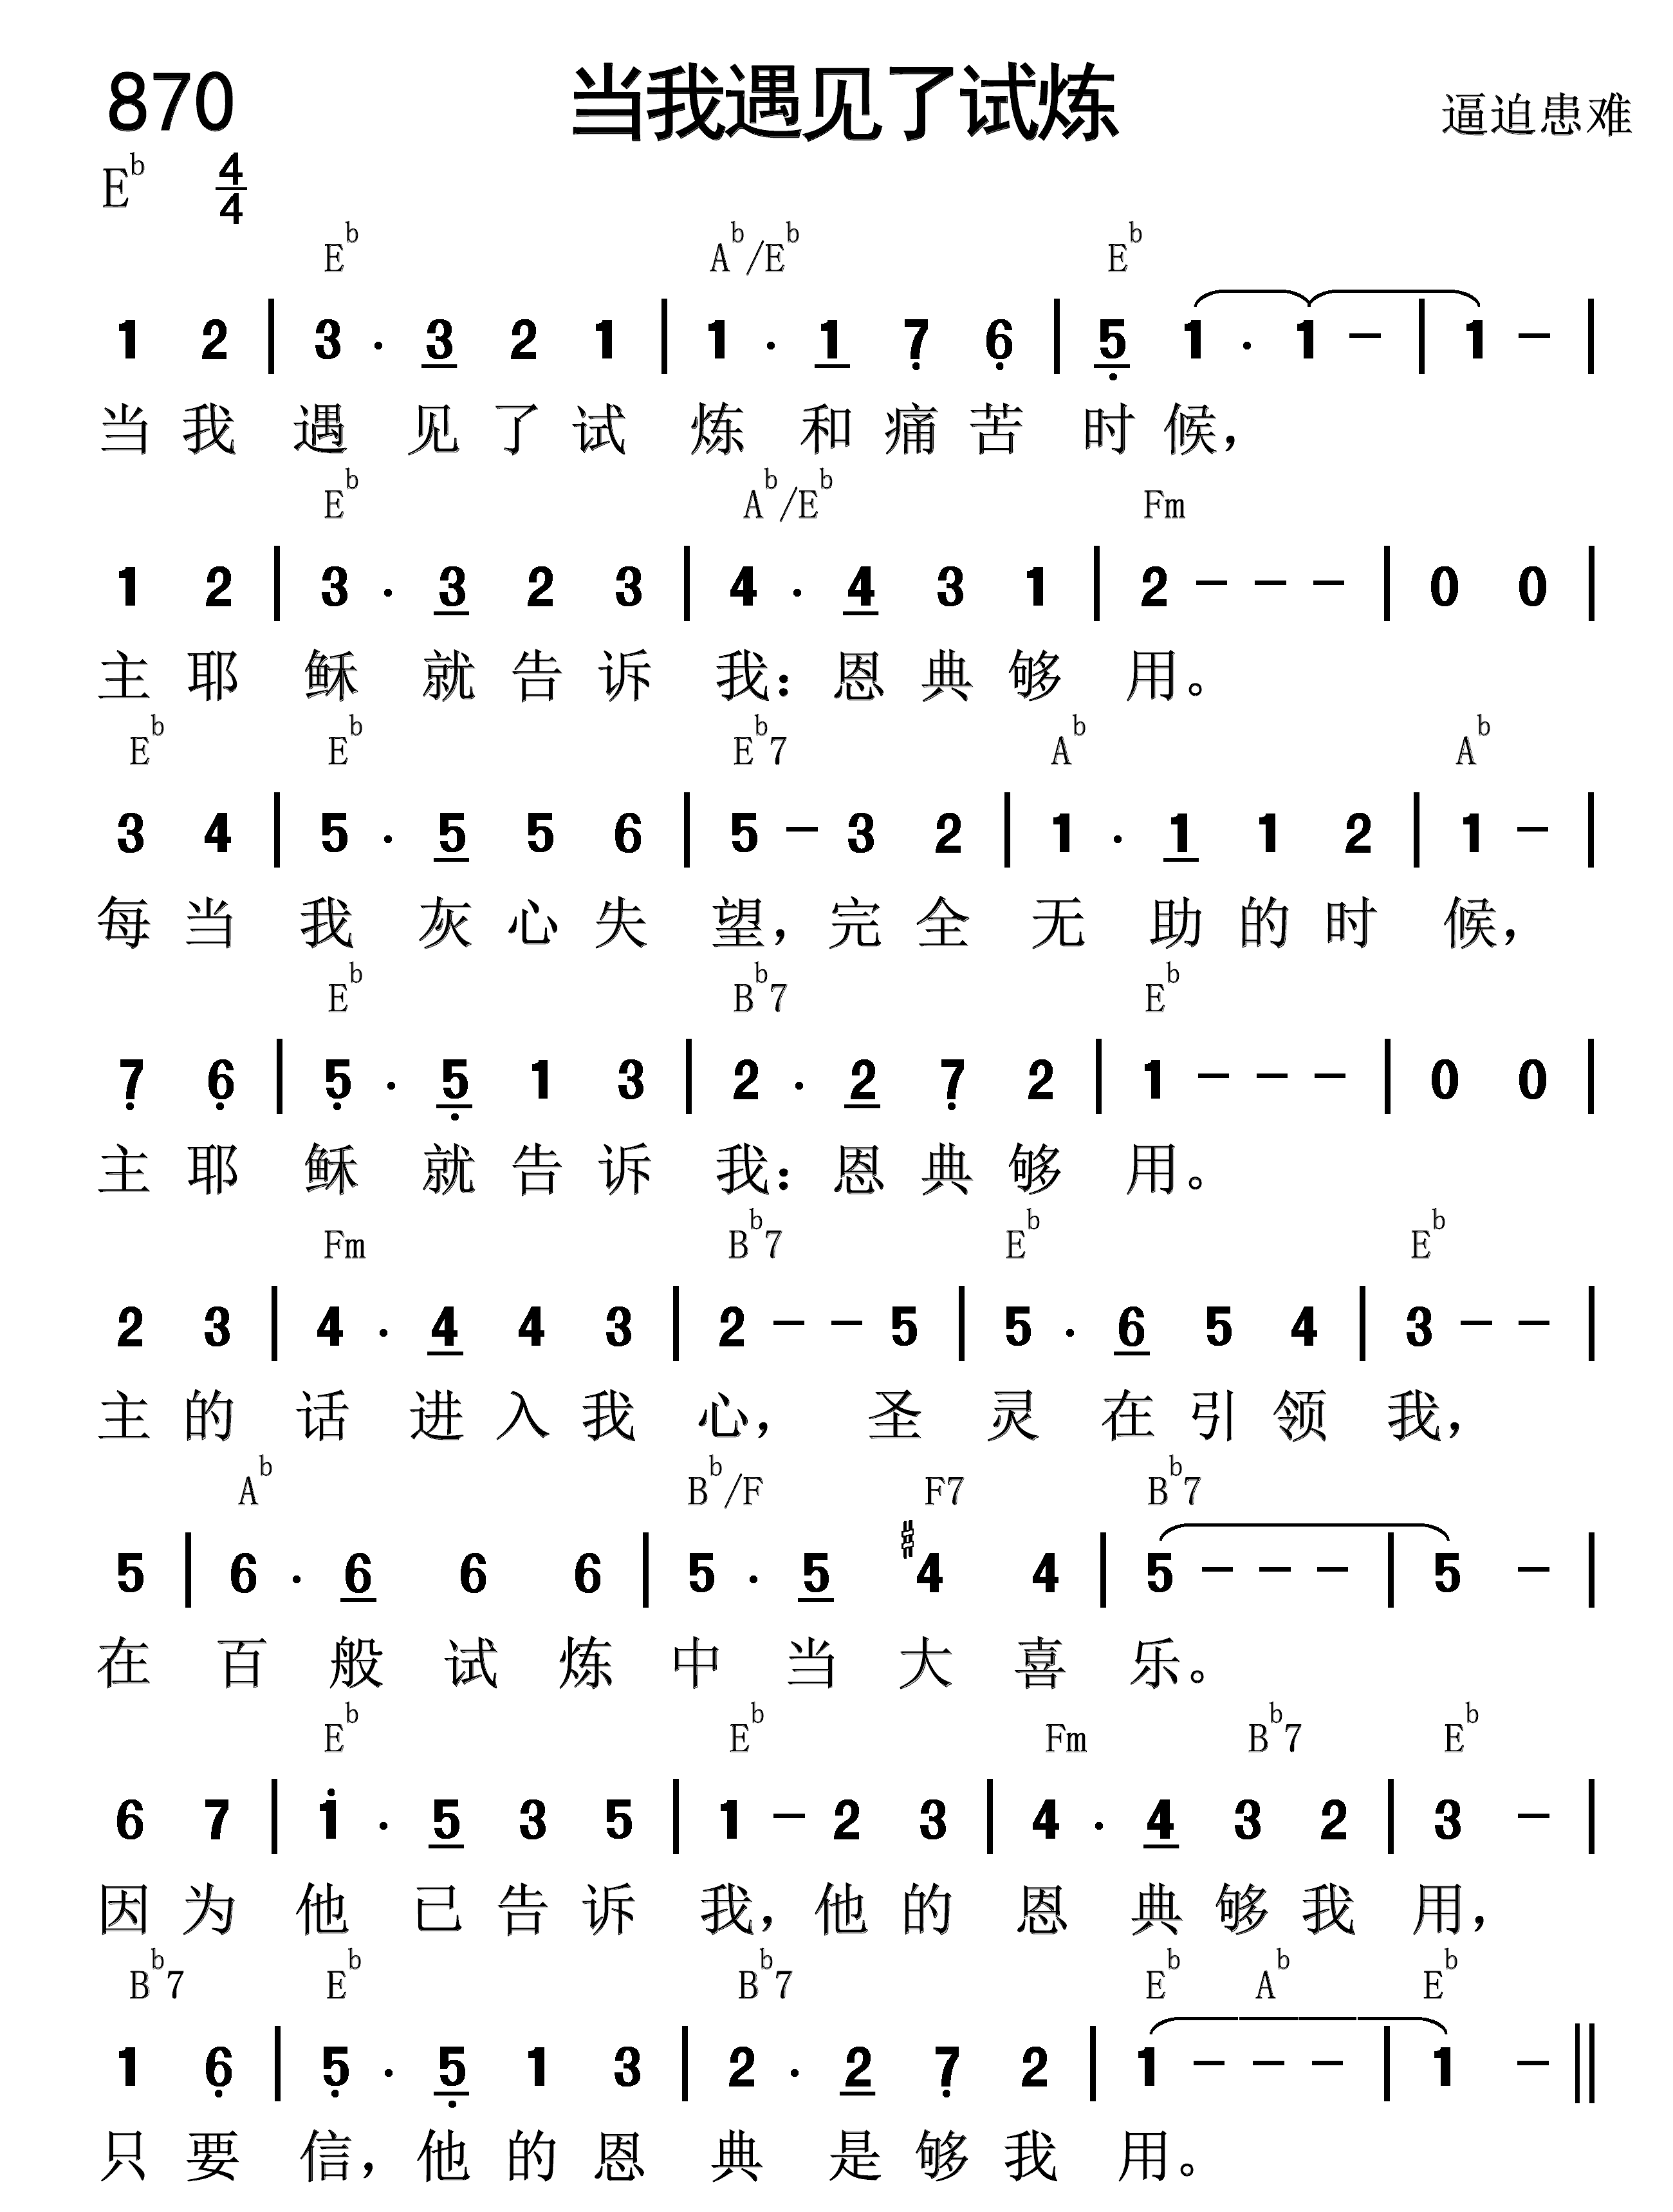 870 当我遇见了试炼 逼迫患难
E♭ 4/4
E♭ A♭/E♭ E♭
1 2 | 3 · 3 2 1 | 1 · 1 7 6 | 5 1 · 1 - | 1 - |
当 我 遇 见 了 试 炼 和 痛 苦 时 候，
E♭ A♭/E♭ Fm
1 2 | 3 · 3 2 3 | 4 · 4 3 1 | 2 - - - | 0 0 |
主 耶 稣 就 告 诉 我：恩 典 够 用。
E♭ E♭ E♭7 A♭ A♭
3 4 | 5 · 5 5 6 | 5 - 3 2 | 1 · 1 1 2 | 1 - |
每 当 我 灰 心 失 望，完 全 无 助 的 时 候，
E♭ B♭7 E♭
7 6 | 5 · 5 1 3 | 2 · 2 7 2 | 1 - - - | 0 0 |
主 耶 稣 就 告 诉 我：恩 典 够 用。
Fm B♭7 E♭ E♭
2 3 | 4 · 4 4 3 | 2 - - 5 | 5 · 6 5 4 | 3 - - |
主 的 话 进 入 我 心， 圣 灵 在 引 领 我，
A♭ B♭/F F7 B♭7
5 | 6 · 6 6 6 | 5 · 5 #4 4 | 5 - - - | 5 - |
在 百 般 试 炼 中 当 大 喜 乐。
E♭ E♭ Fm B♭7 E♭
6 7 | 1 · 5 3 5 | 1 - 2 3 | 4 · 4 3 2 | 3 - |
因 为 他 已 告 诉 我，他 的 恩 典 够 我 用，
B♭7 E♭ B♭7 E♭ A♭ E♭
1 6 | 5 · 5 1 3 | 2 · 2 7 2 | 1 - - - | 1 - ||
只 要 信，他 的 恩 典 是 够 我 用。